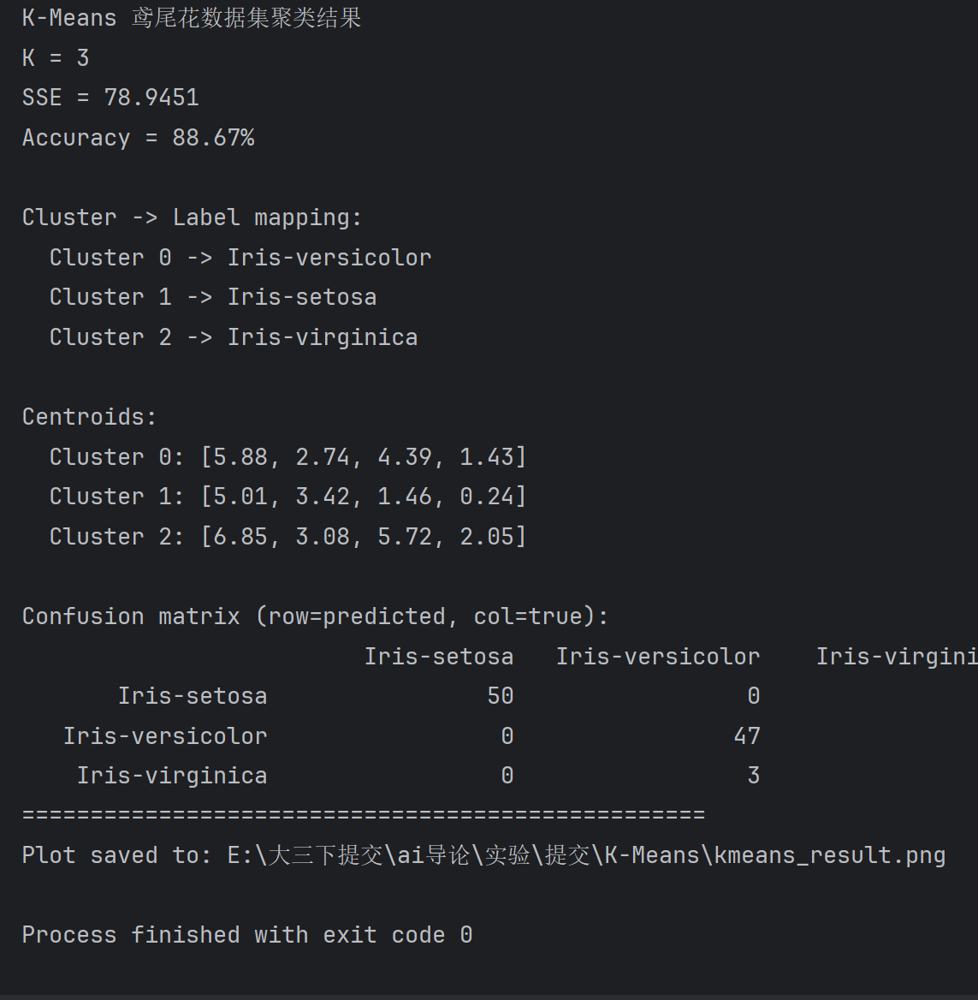 K-Means 鸢尾花数据集聚类结果
K = 3
SSE = 78.9451
Accuracy = 88.67%
Cluster -> Label mapping:
Cluster 0 -> Iris-versicolor
Cluster 1 -> Iris-setosa
Cluster 2 -> Iris-virginica
Centroids:
Cluster 0: [5.88, 2.74, 4.39, 1.43]
Cluster 1: [5.01, 3.42, 1.46, 0.24]
Cluster 2: [6.85, 3.08, 5.72, 2.05]
Confusion matrix (row=predicted, col=true):
Iris-setosa Iris-versicolor Iris-virgini
Iris-setosa 50 0
Iris-versicolor 0 47
Iris-virginica 0 3
==================================================
Plot saved to: E:\大三下提交\ai导论\实验\提交\K-Means\kmeans_result.png
Process finished with exit code 0